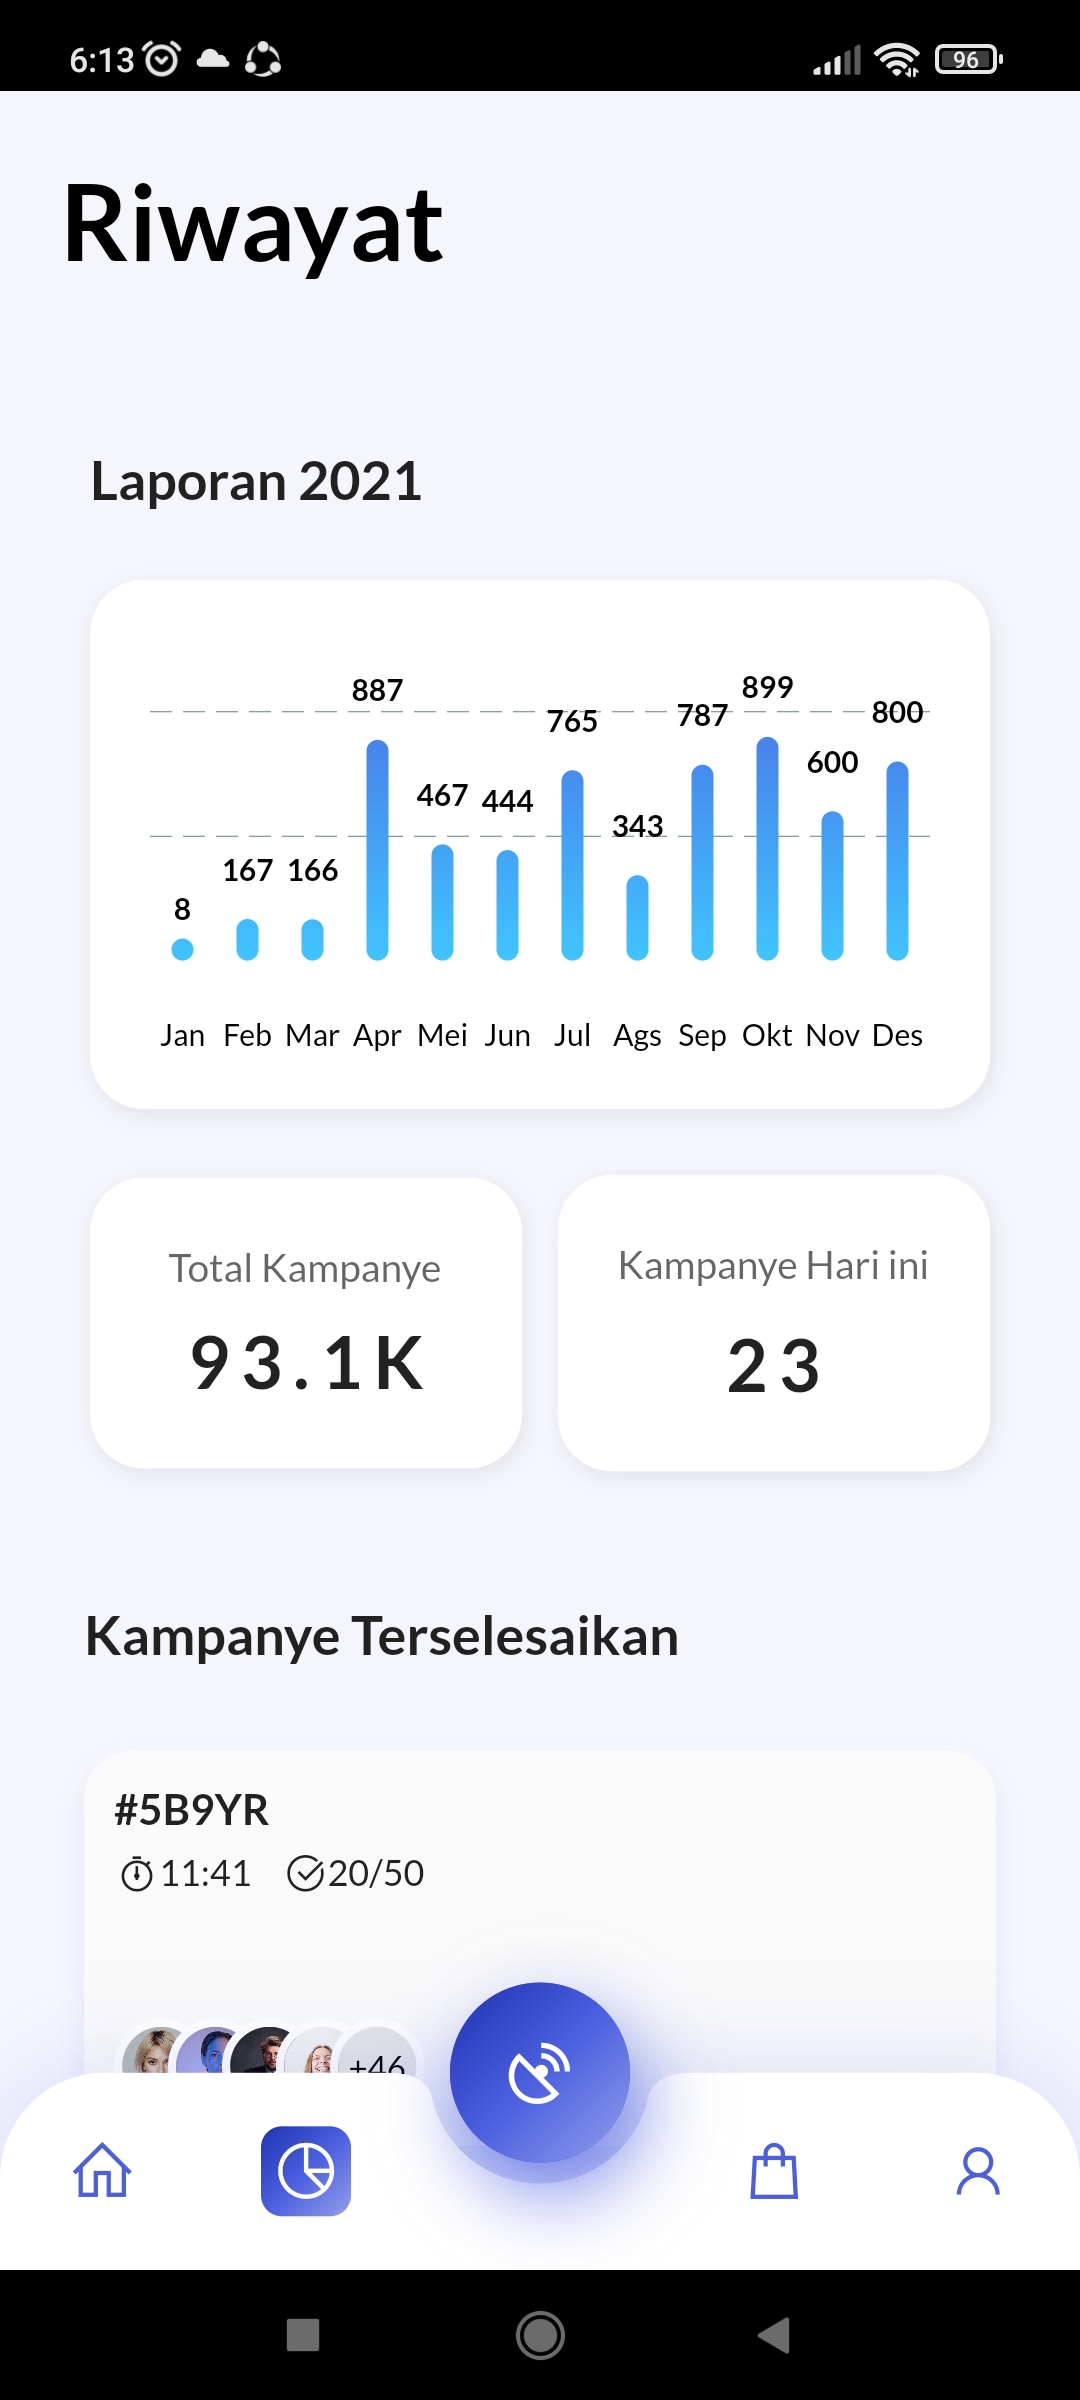 6:13
96
Riwayat
Laporan 2021
887
899
765
787
800
467
444
600
343
167
166
8
Jan Feb Mar Apr Mei Jun Jul Ags Sep Okt Nov Des
Total Kampanye
93.1K
Kampanye Hari ini
23
Kampanye Terselesaikan
#5B9YR
11:41 20/50
+46